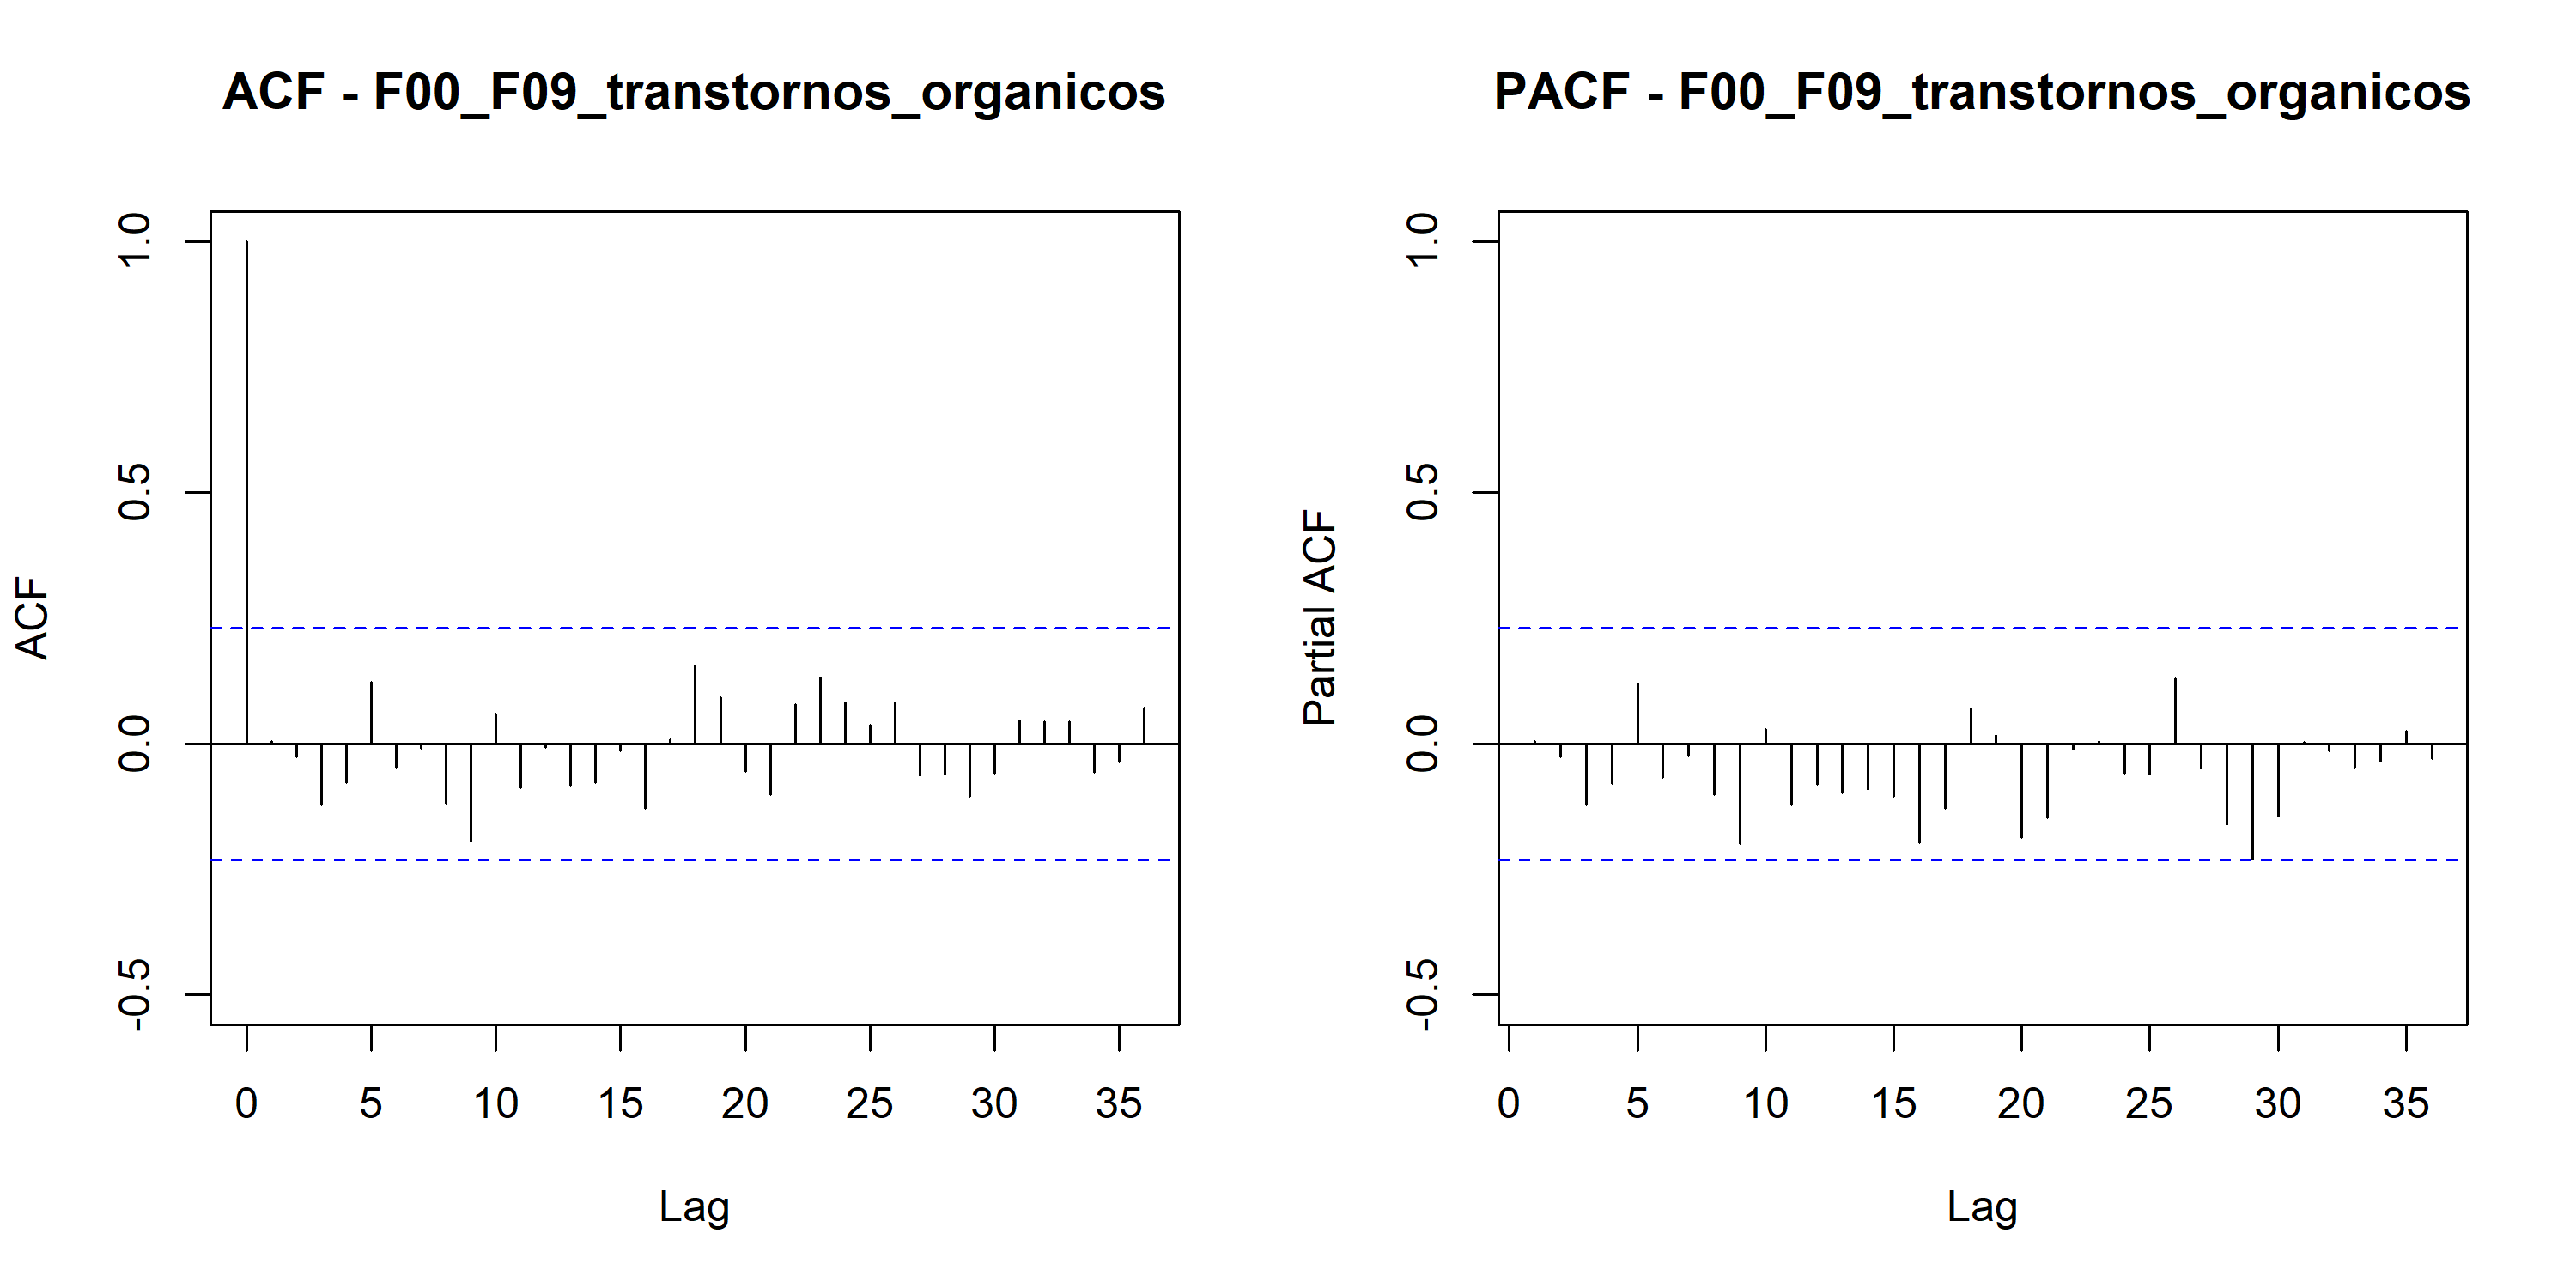 ACF - F00_F09_transtornos_organicos
ACF
1.0
0.5
0.0
-0.5
0 5 10 15 20 25 30 35
Lag
PACF - F00_F09_transtornos_organicos
Partial ACF
1.0
0.5
0.0
-0.5
0 5 10 15 20 25 30 35
Lag